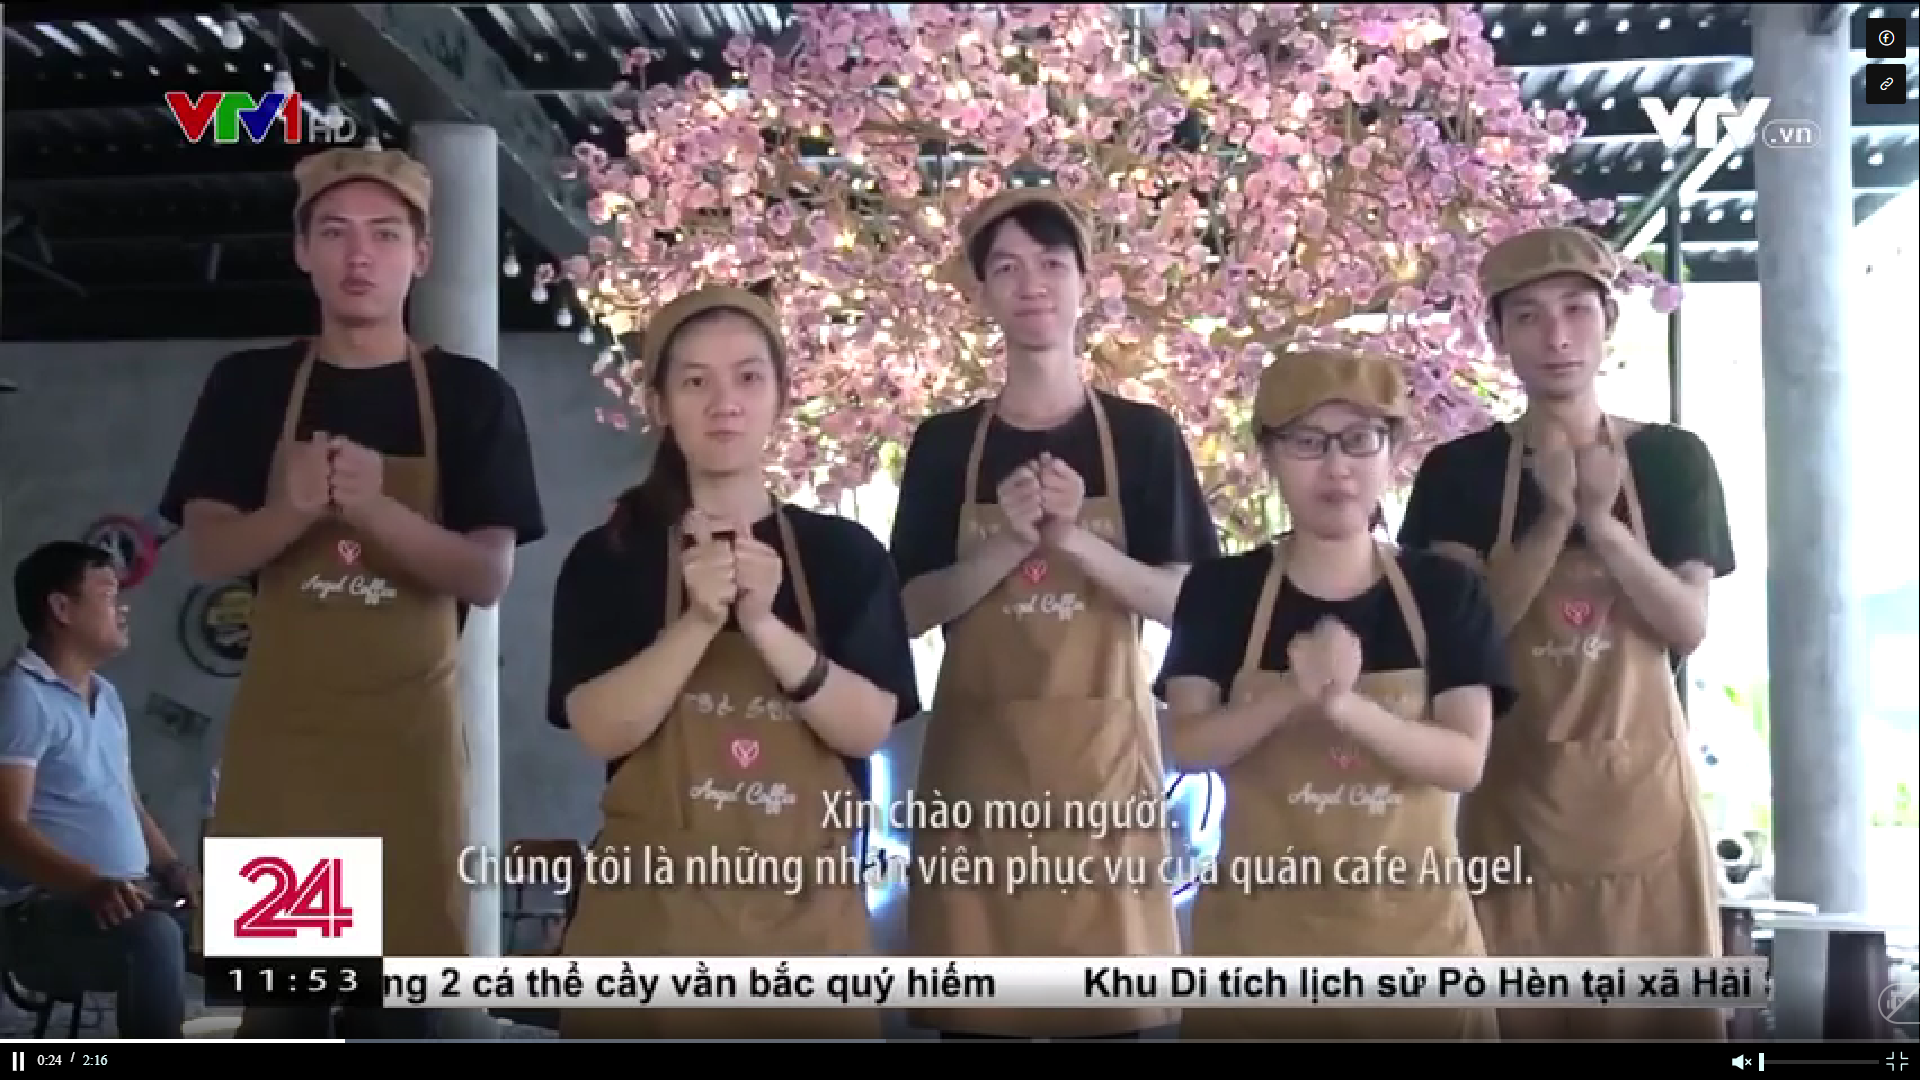 VTV1 HD
VTV.vn
Angel Coffee
Angel Coffee
Angel Coffee
Angel Coffee
Xin chào mọi người.
Chúng tôi là những nhân viên phục vụ của quán cafe Angel.
24
11:53
ng 2 cá thể cầy vằn bắc quý hiếm
Khu Di tích lịch sử Pò Hèn tại xã Hải
0:24 / 2:16